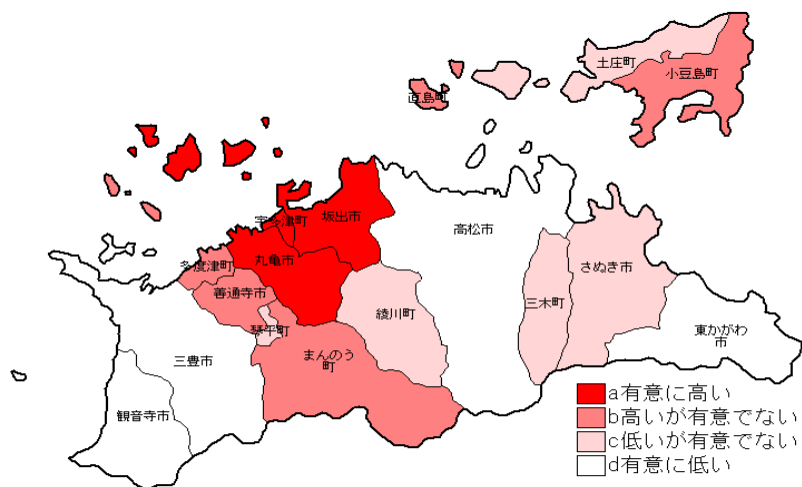 土庄町
小豆島町
直島町
宇多津町
坂出市
高松市
多度津町
丸亀市
さぬき市
善通寺市
三木町
綾川町
琴平町
東かがわ
市
三豊市
まんのう
町
観音寺市
a有意に高い
b高いが有意でない
c低いが有意でない
d有意に低い